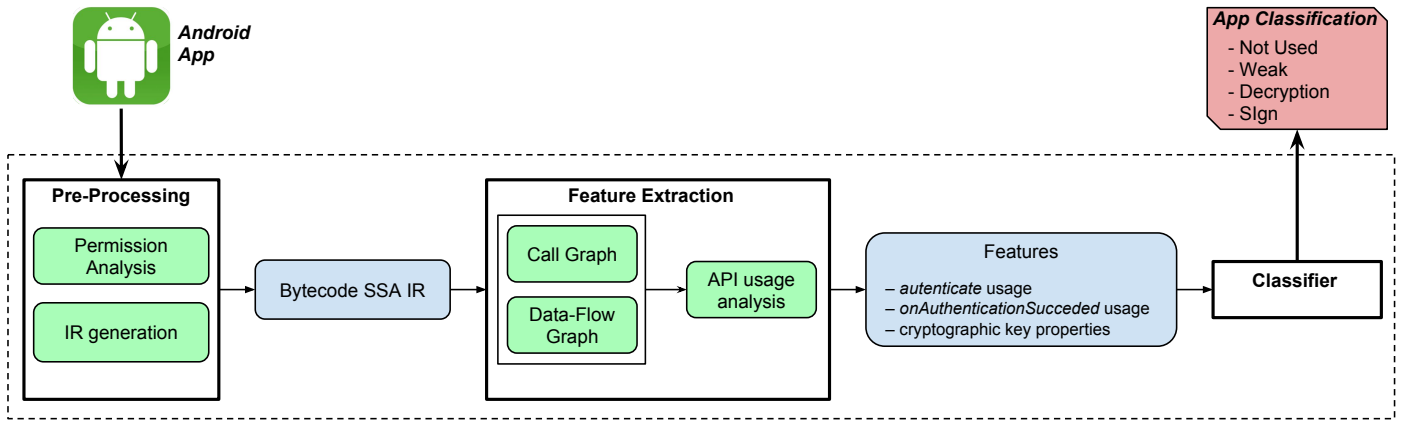 Android
App
App Classification
- Not Used
- Weak
- Decryption
- SIgn
Pre-Processing
Permission
Analysis
IR generation
Bytecode SSA IR
Feature Extraction
Call Graph
Data-Flow
Graph
API usage
analysis
Features
– autenticate usage
– onAuthenticationSucceded usage
– cryptographic key properties
Classifier